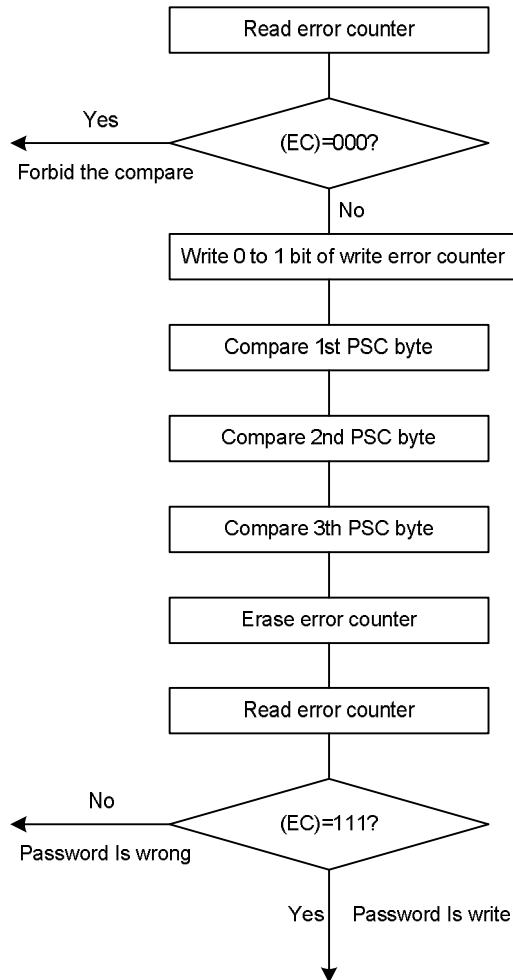 Read error counter
Yes
(EC)=000?
Forbid the compare
No
Write 0 to 1 bit of write error counter
Compare 1st PSC byte
Compare 2nd PSC byte
Compare 3th PSC byte
Erase error counter
Read error counter
No
(EC)=111?
Password Is wrong
Yes
Password Is write